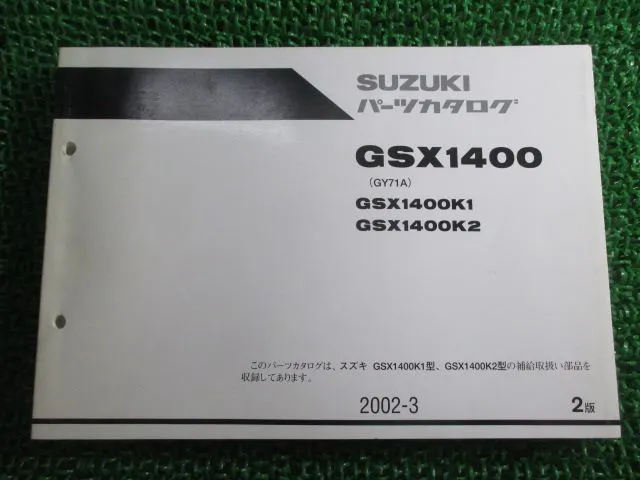 SUZUKI
パーツカタログ
GSX1400
(GY71A)
GSX1400K1
GSX1400K2
このパーツカタログは、スズキ GSX1400K1型、GSX1400K2型の補給取扱い部品を
収録してあります。
2002-3 2版